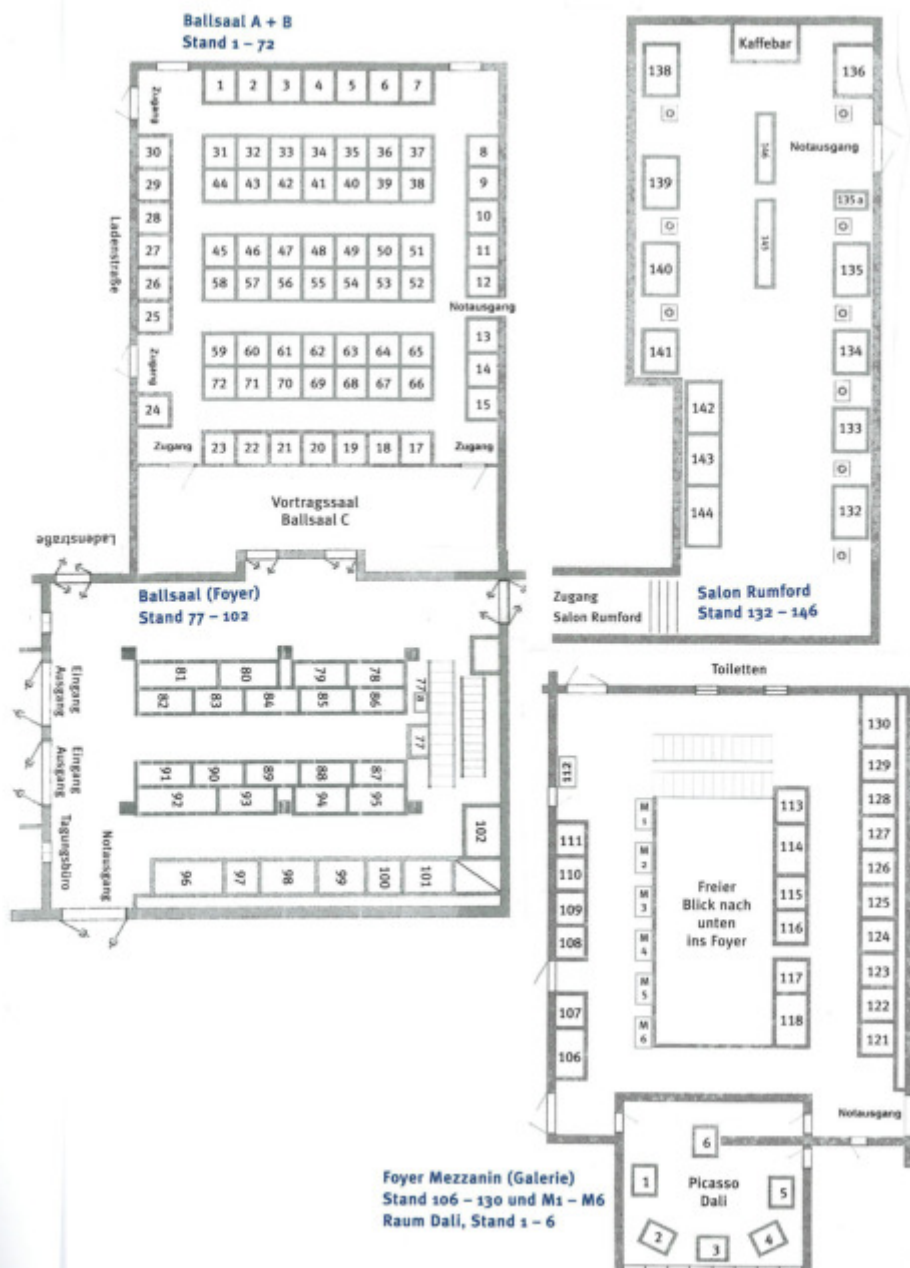 Ballsaal A + B
Stand 1 – 72
Zugang
1 2 3 4 5 6 7
30 31 32 33 34 35 36 37 8
29 44 43 42 41 40 39 38 9
28 10
Ladenstraße
27 45 46 47 48 49 50 51 11
26 58 57 56 55 54 53 52 12
25
Notausgang
13
Zugang
59 60 61 62 63 64 65
14
72 71 70 69 68 67 66
24 15
Zugang 23 22 21 20 19 18 17 Zugang
Vortragssaal
Ballsaal C
Ladenstraße
Ballsaal (Foyer)
Stand 77 – 102
Eingang
Ausgang
81 80 79 78
82 83 84 85 86
77a
77
Eingang
Ausgang
91 90 89 88 87
92 93 94 95
Tagungsbüro
Notausgang
102
96 97 98 99 100 101
Kaffebar
138 136
146
Notausgang
139
135 a
145
140 135
141 134
142
133
143
144 132
Zugang
Salon Rumford
Salon Rumford
Stand 132 – 146
Toiletten
130
112 129
M 1
113 128
111 M 2 114 127
110 126
109 M 3 115 125
Freier
Blick nach
unten
ins Foyer
108 M 4 116 124
M 5 117 123
107 118 122
106 M 6 121
Notausgang
6
1
Picasso
Dali
5
2 3 4
Foyer Mezzanin (Galerie)
Stand 106 – 130 und M1 – M6
Raum Dali, Stand 1 – 6